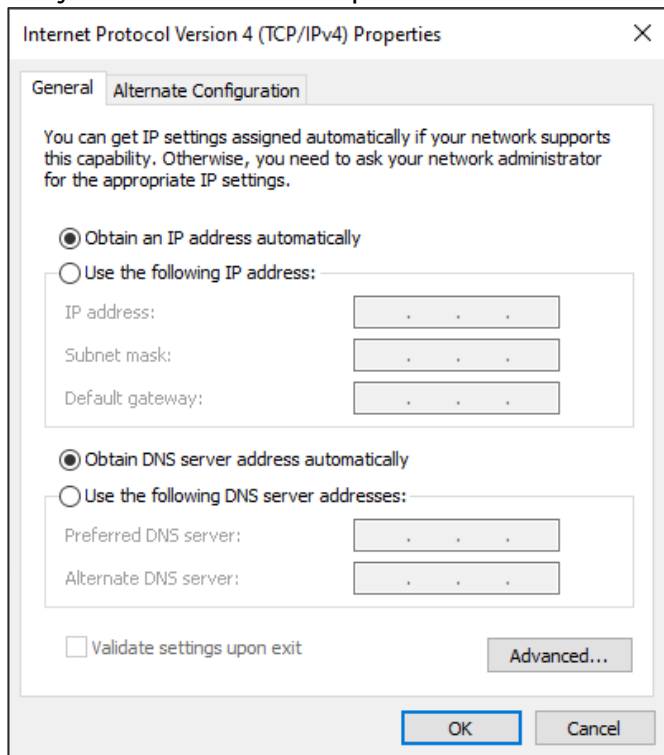 Internet Protocol Version 4 (TCP/IPv4) Properties
General
Alternate Configuration
You can get IP settings assigned automatically if your network supports
this capability. Otherwise, you need to ask your network administrator
for the appropriate IP settings.
Obtain an IP address automatically
Use the following IP address:
IP address:
Subnet mask:
Default gateway:
Obtain DNS server address automatically
Use the following DNS server addresses:
Preferred DNS server:
Alternate DNS server:
Validate settings upon exit
Advanced...
OK
Cancel